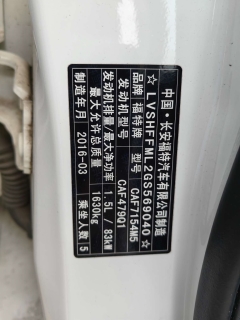 中国·长安福特汽车有限公司制造
☆LVSHFFML2GS569040☆
品牌 福特牌 整车型号 CAF7154M5
发动机型号 CAF479Q1
发动机排量/最大净功率 1.5L / 83kW
最大允许总质量 1630kg
制造年月 2016-03 乘坐人数 5